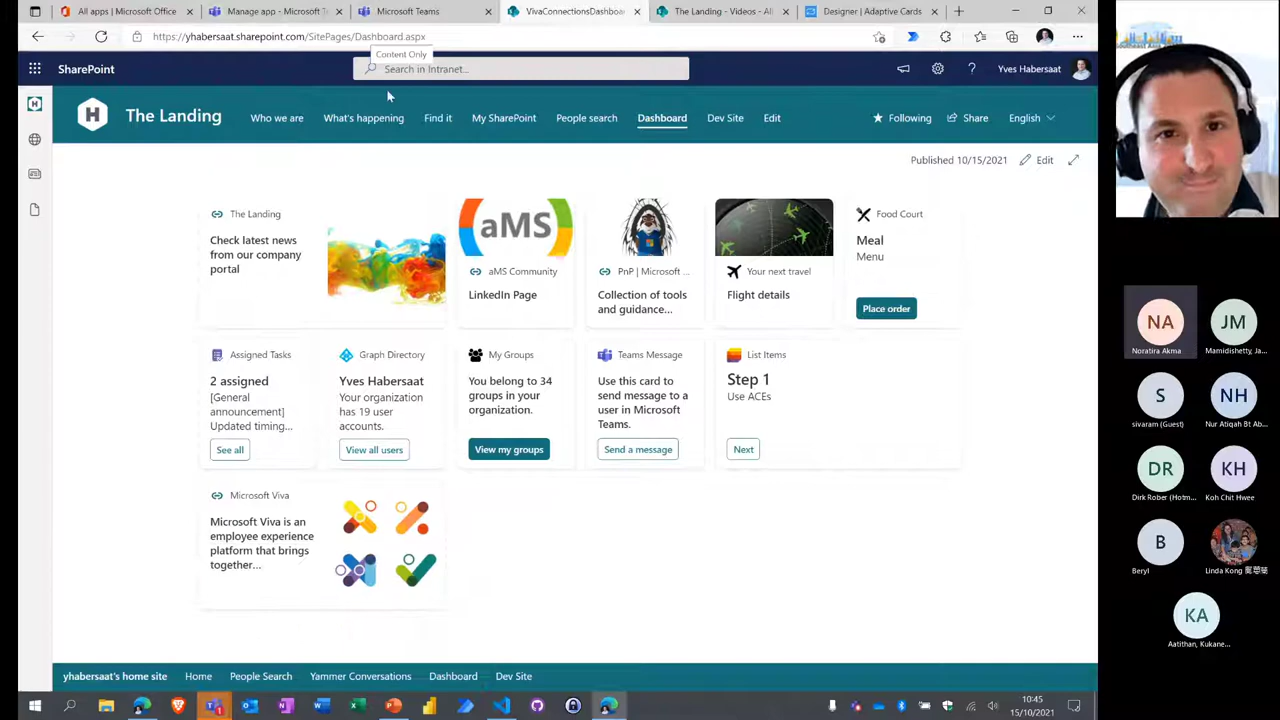 All apps | Microsoft Office
Manage app - Microsoft T
Microsoft Teams
VivaConnectionsDashboa
The Landing - Videos - Al
Designer | Adaptive Cards
https://yhabersaat.sharepoint.com/SitePages/Dashboard.aspx
Content Only
SharePoint
Search in Intranet...
Yves Habersaat
H
The Landing
Who we are
What's happening
Find it
My SharePoint
People search
Dashboard
Dev Site
Edit
Following
Share
English
Published 10/15/2021
Edit
The Landing
Check latest news
from our company
portal
aMS
aMS Community
LinkedIn Page
PnP | Microsoft ...
Collection of tools
and guidance...
Your next travel
Flight details
Food Court
Meal
Menu
Place order
Assigned Tasks
2 assigned
[General
announcement]
Updated timing...
See all
Graph Directory
Yves Habersaat
Your organization
has 19 user
accounts.
View all users
My Groups
You belong to 34
groups in your
organization.
View my groups
Teams Message
Use this card to
send message to a
user in Microsoft
Teams.
Send a message
List Items
Step 1
Use ACEs
Next
Microsoft Viva
Microsoft Viva is an
employee experience
platform that brings
together...
yhabersaat's home site
Home
People Search
Yammer Conversations
Dashboard
Dev Site
10:45
15/10/2021
NA
Noratira Akma
JM
Mamidishetty, Ja...
S
sivaram (Guest)
NH
Nur Atiqah Bt Ab...
DR
Dirk Rober (Hotm...
KH
Koh Chit Hwee
B
Beryl
Linda Kong
KA
Aatithan, Kukane...